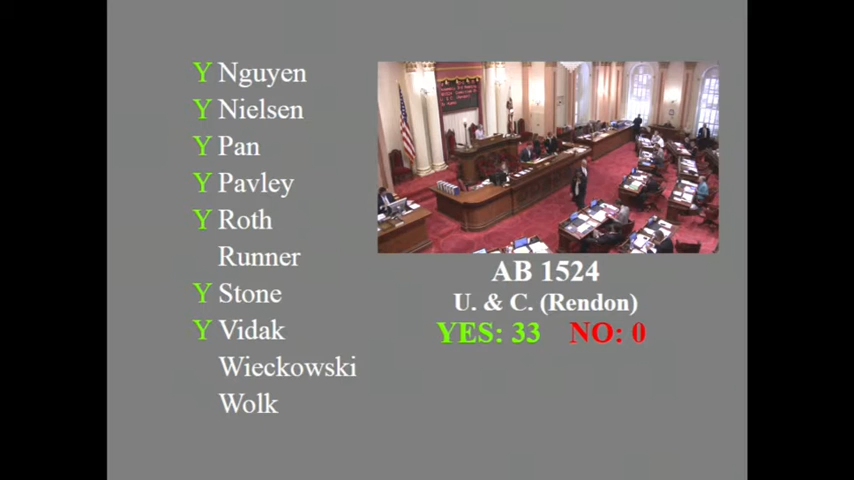 Y Nguyen
Y Nielsen
Y Pan
Y Pavley
Y Roth
Runner
Y Stone
Y Vidak
Wieckowski
Wolk
AB 1524
U. & C. (Rendon)
YES: 33 NO: 0